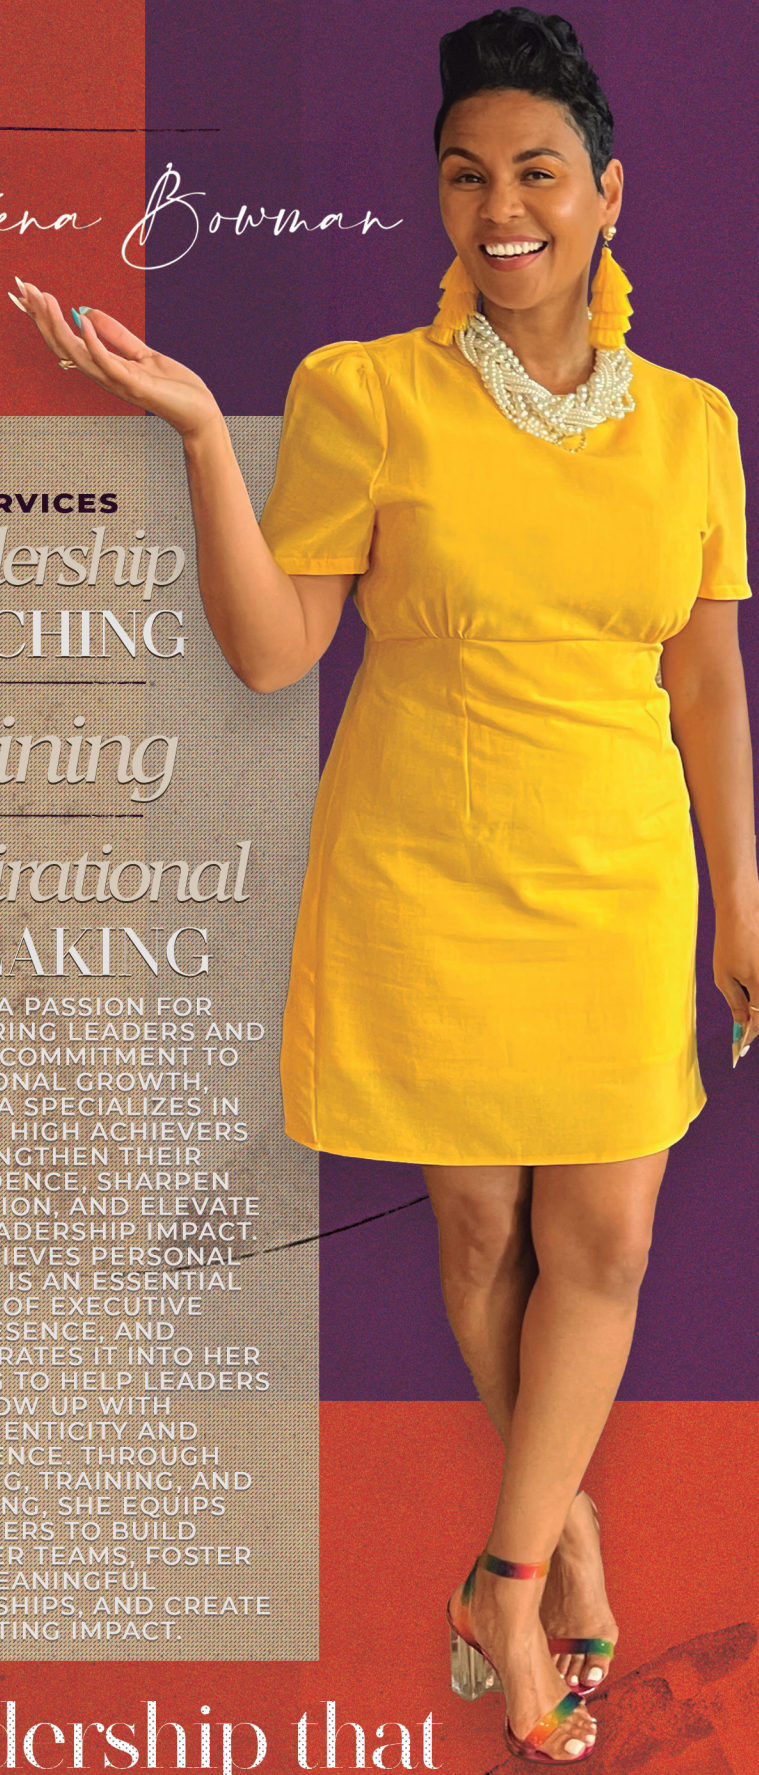 ena Bowman
RVICES
dership
CHING
ining
irational
AKING
A PASSION FOR
RING LEADERS AND
COMMITMENT TO
ONAL GROWTH,
A SPECIALIZES IN
HIGH ACHIEVERS
NGTHEN THEIR
DENCE, SHARPEN
ION, AND ELEVATE
ADERSHIP IMPACT.
IEVES PERSONAL
IS AN ESSENTIAL
OF EXECUTIVE
ESENCE, AND
RATES IT INTO HER
G TO HELP LEADERS
OW UP WITH
ENTICITY AND
ENCE. THROUGH
G, TRAINING, AND
NG, SHE EQUIPS
ERS TO BUILD
ER TEAMS, FOSTER
EANINGFUL
SHIPS, AND CREATE
TING IMPACT.
dership that